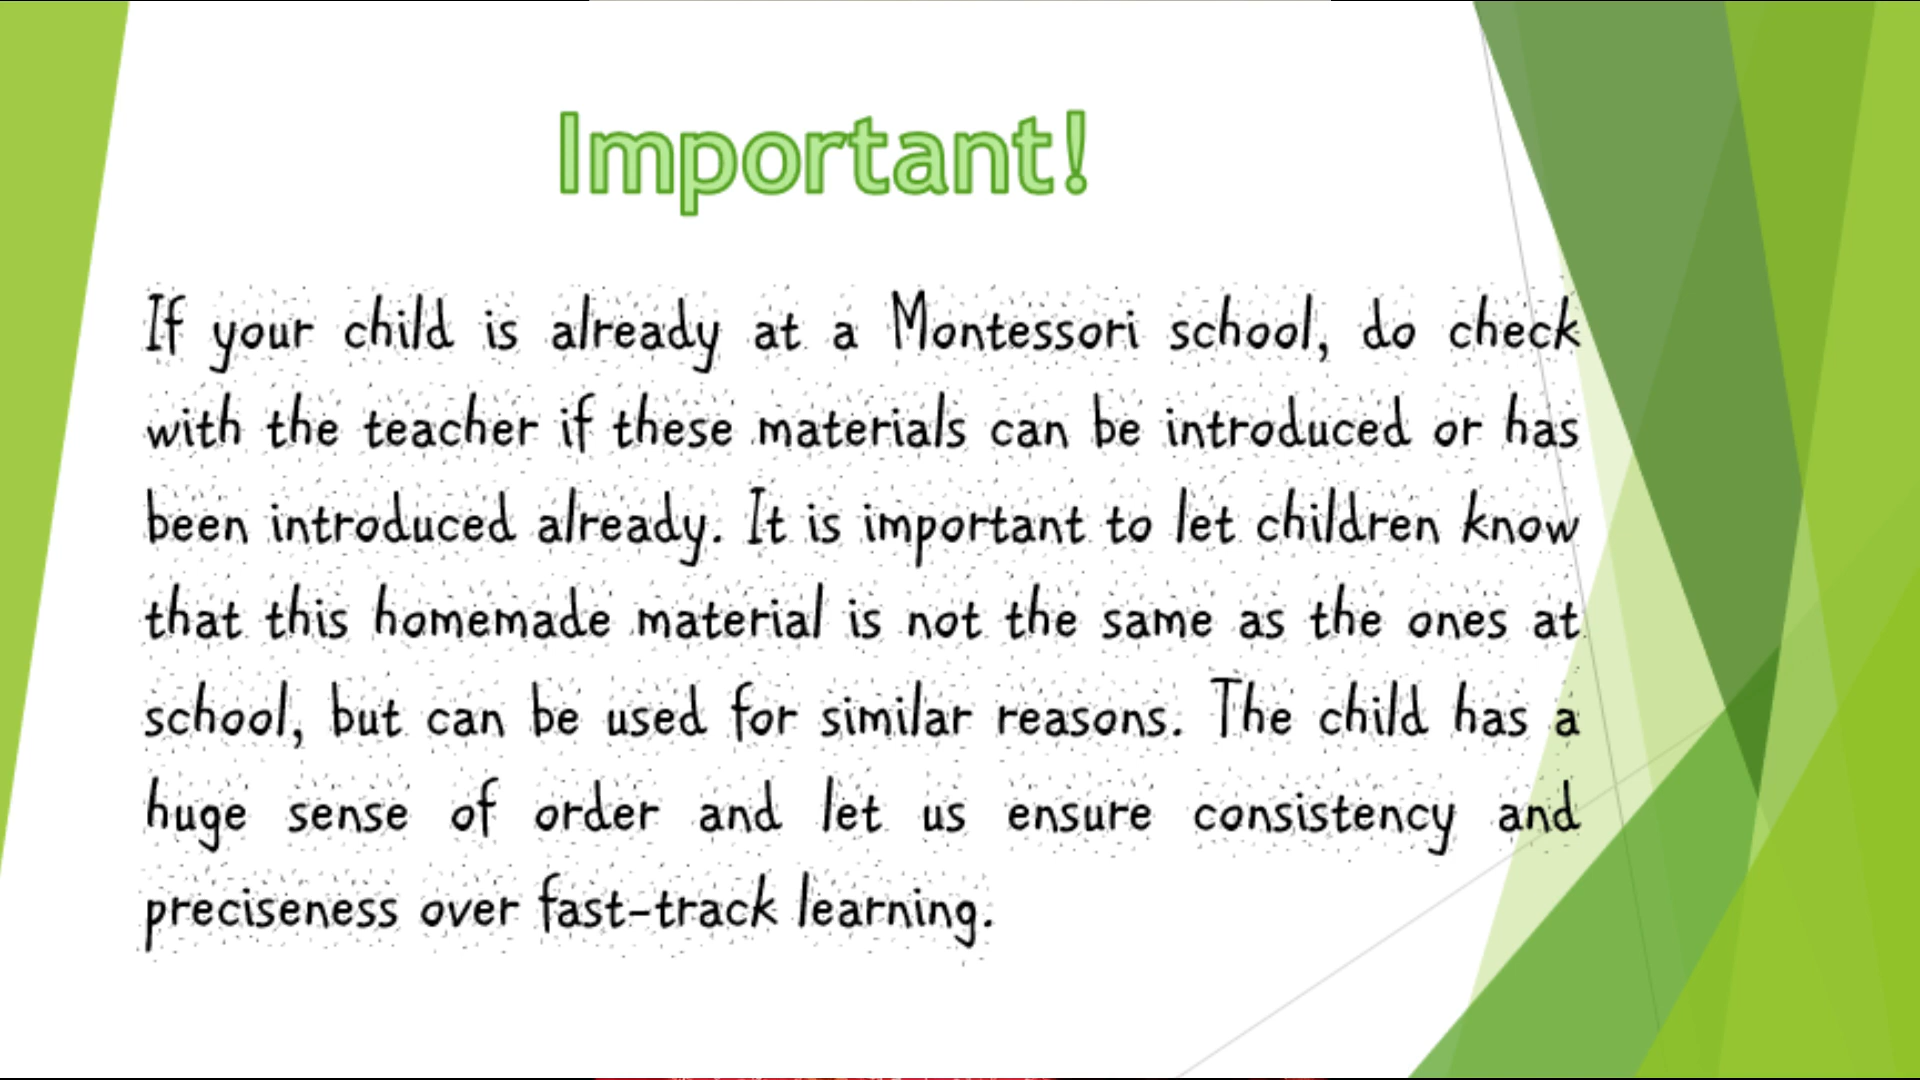 Important!
If your child is already at a Montessori school, do check
with the teacher if these materials can be introduced or has
been introduced already. It is important to let children know
that this homemade material is not the same as the ones at
school, but can be used for similar reasons. The child has a
huge sense of order and let us ensure consistency and
preciseness over fast-track learning.